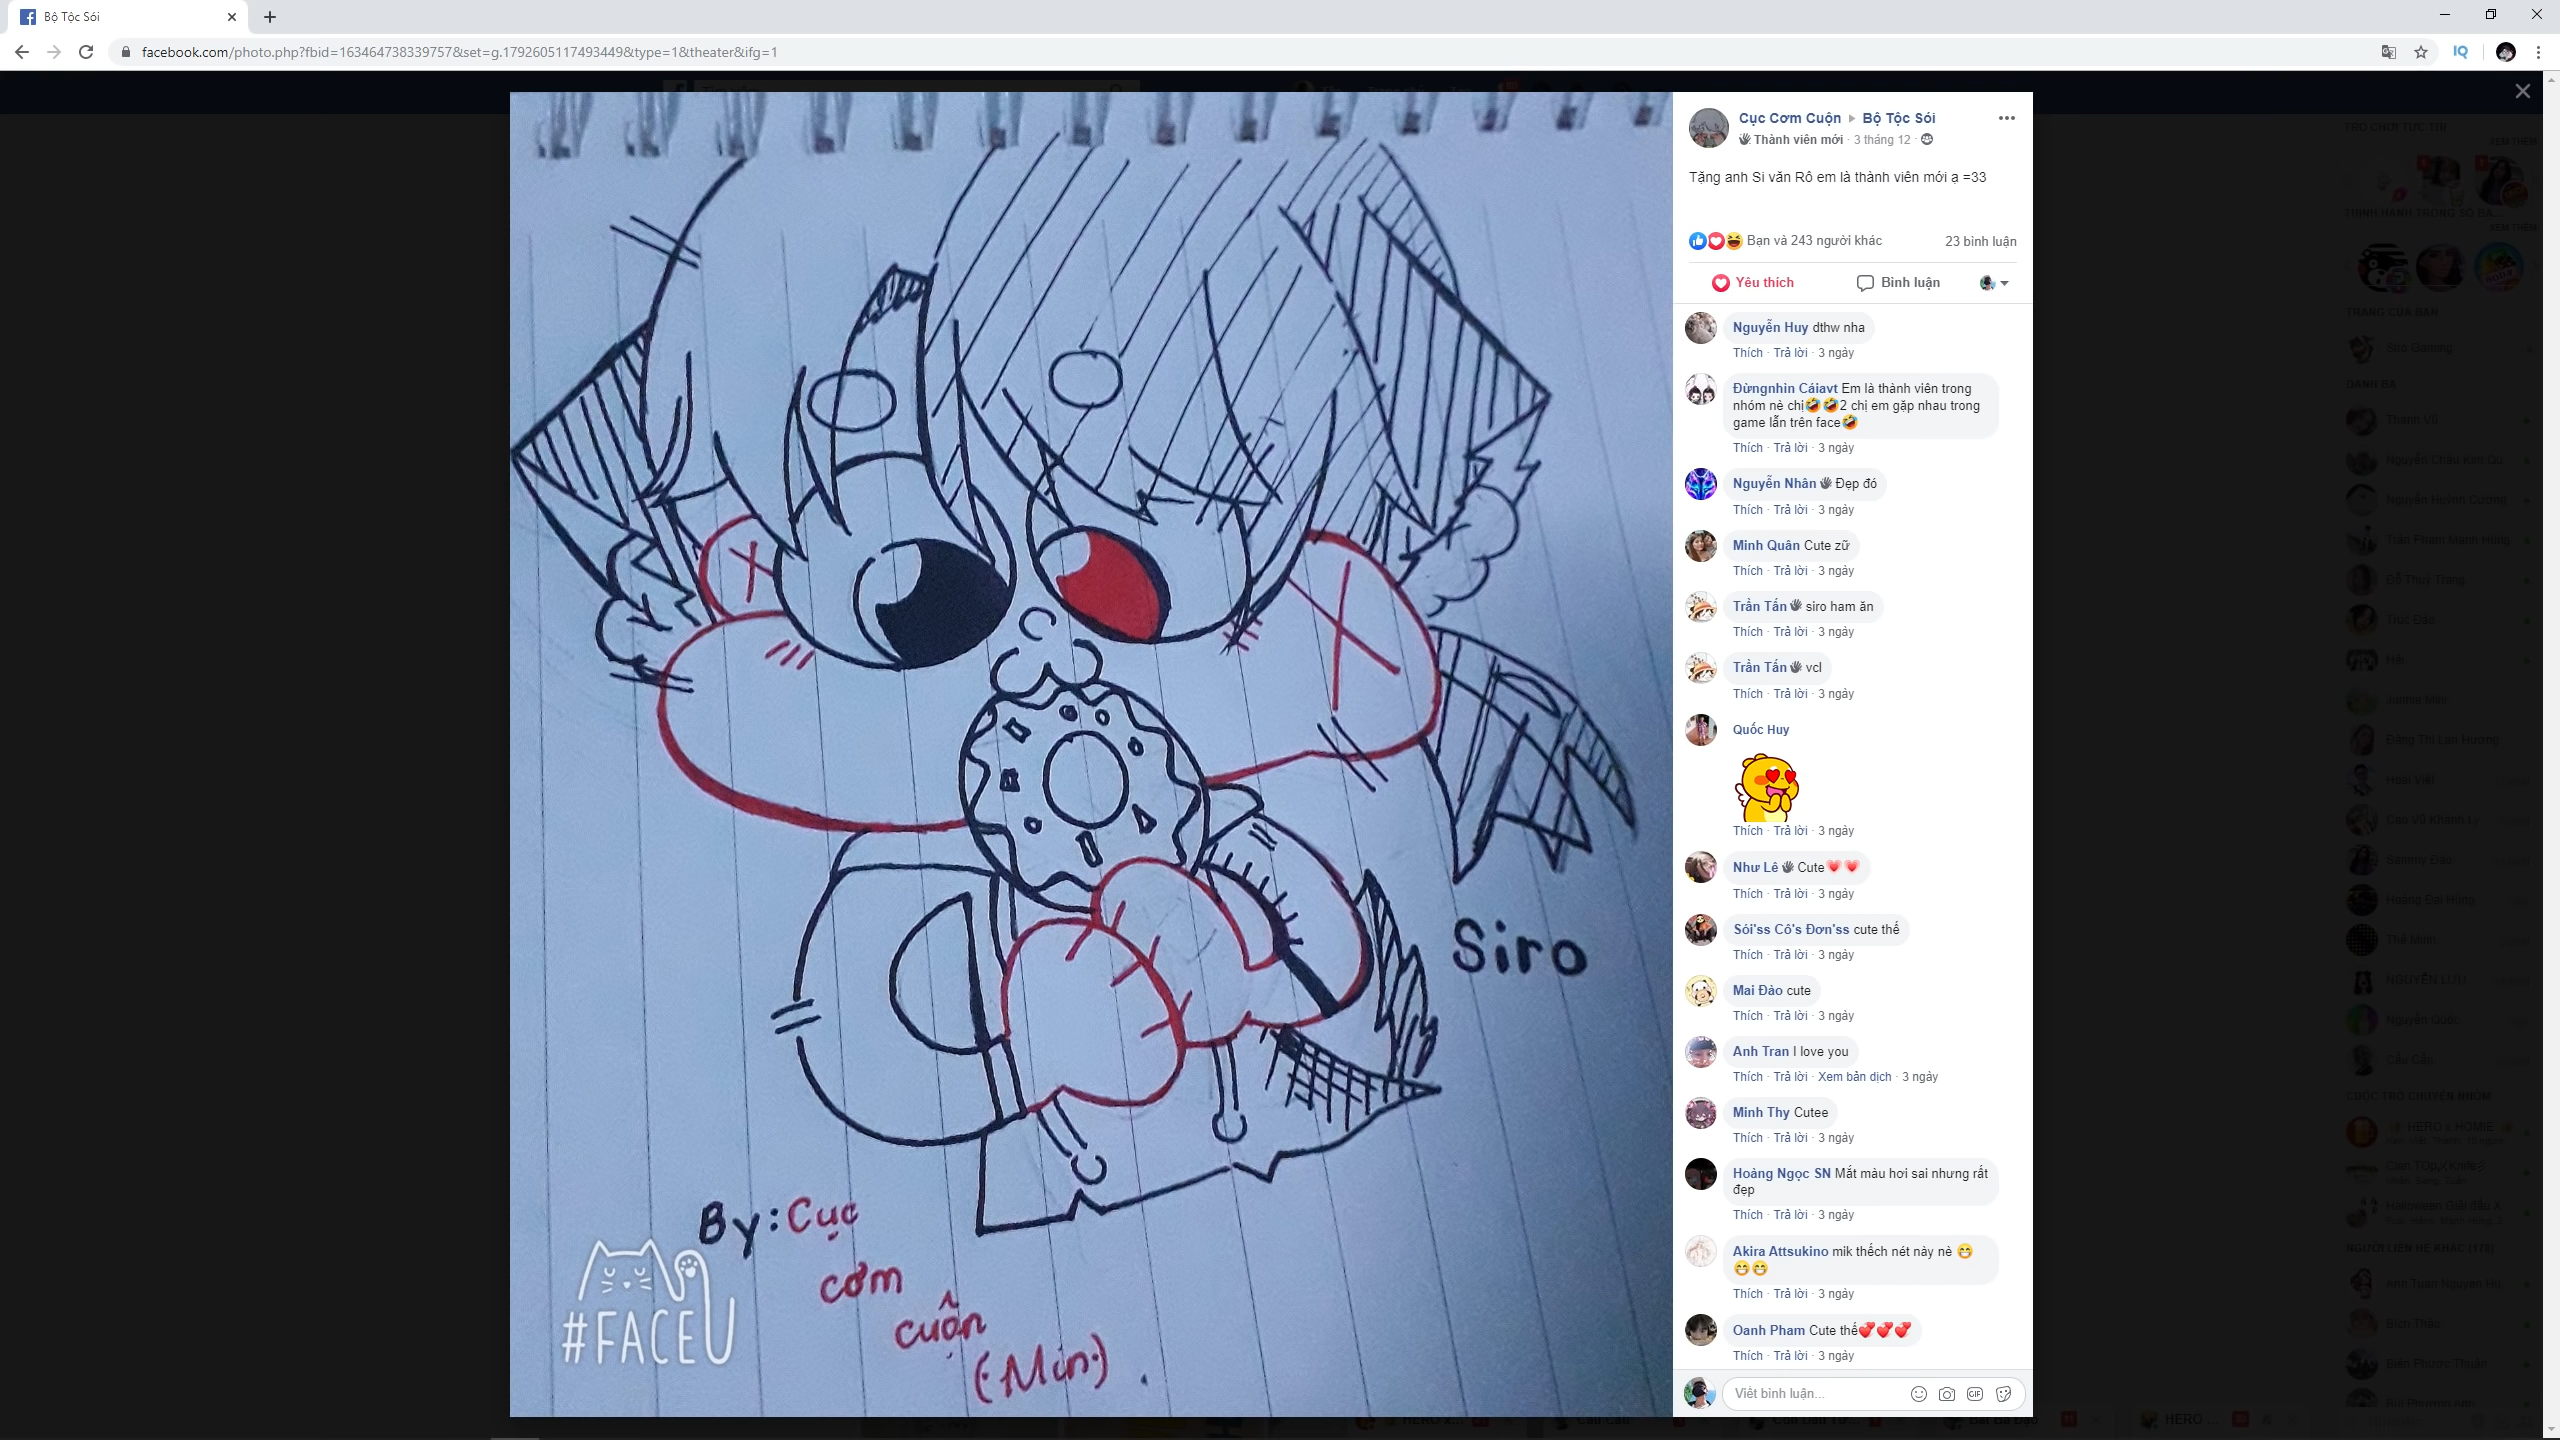 Bộ Tộc Sói
facebook.com/photo.php?fbid=163464738339757&set=g.179260511749344&type=1&theater&ifg=1
Siro
By: Cục
cơm
cuộn
(Min)
#FACEU
Cục Cơm Cuộn ▸ Bộ Tộc Sói
Thành viên mới · 3 tháng 12 ·
Tặng anh Si văn Rô em là thành viên mới ạ =33
Bạn và 243 người khác 23 bình luận
Yêu thích Bình luận
Nguyễn Huy dthw nha
Thích · Trả lời · 3 ngày
Đừngnhìn Cáiavt Em là thành viên trong
nhóm nè chị🤣🤣2 chị em gặp nhau trong
game lẫn trên face🤣
Thích · Trả lời · 3 ngày
Nguyễn Nhân 👋 Đẹp đó
Thích · Trả lời · 3 ngày
Minh Quân Cute zữ
Thích · Trả lời · 3 ngày
Trần Tấn 👋 siro ham ăn
Thích · Trả lời · 3 ngày
Trần Tấn 👋 vcl
Thích · Trả lời · 3 ngày
Quốc Huy
Thích · Trả lời · 3 ngày
Như Lê 👋 Cute💗💗
Thích · Trả lời · 3 ngày
Sói'ss Cô's Đơn'ss cute thế
Thích · Trả lời · 3 ngày
Mai Đào cute
Thích · Trả lời · 3 ngày
Anh Tran I love you
Thích · Trả lời · Xem bản dịch · 3 ngày
Minh Thy Cutee
Thích · Trả lời · 3 ngày
Hoàng Ngọc SN Mắt màu hơi sai nhưng rất
đẹp
Thích · Trả lời · 3 ngày
Akira Attsukino mik thếch nét này nè 😁
😁😁
Thích · Trả lời · 3 ngày
Oanh Pham Cute thế💞💞💞
Thích · Trả lời · 3 ngày
Viết bình luận...